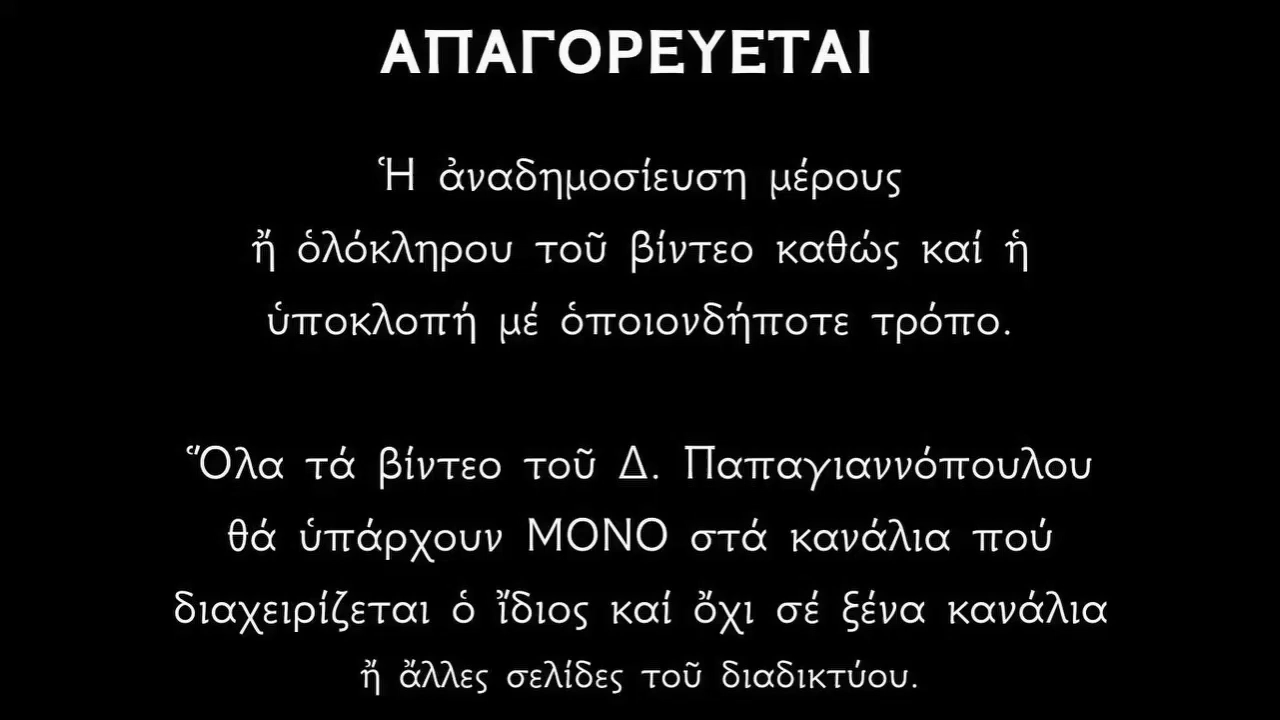 ΑΠΑΓΟΡΕΥΕΤΑΙ
Ἡ ἀναδημοσίευση μέρους
ἤ ὁλόκληρου τοῦ βίντεο καθώς καί ἡ
ὑποκλοπή μέ ὁποιονδήποτε τρόπο.
Ὅλα τά βίντεο τοῦ Δ. Παπαγιαννόπουλου
θά ὑπάρχουν ΜΟΝΟ στά κανάλια πού
διαχειρίζεται ὁ ἴδιος καί ὄχι σέ ξένα κανάλια
ἤ ἄλλες σελίδες τοῦ διαδικτύου.